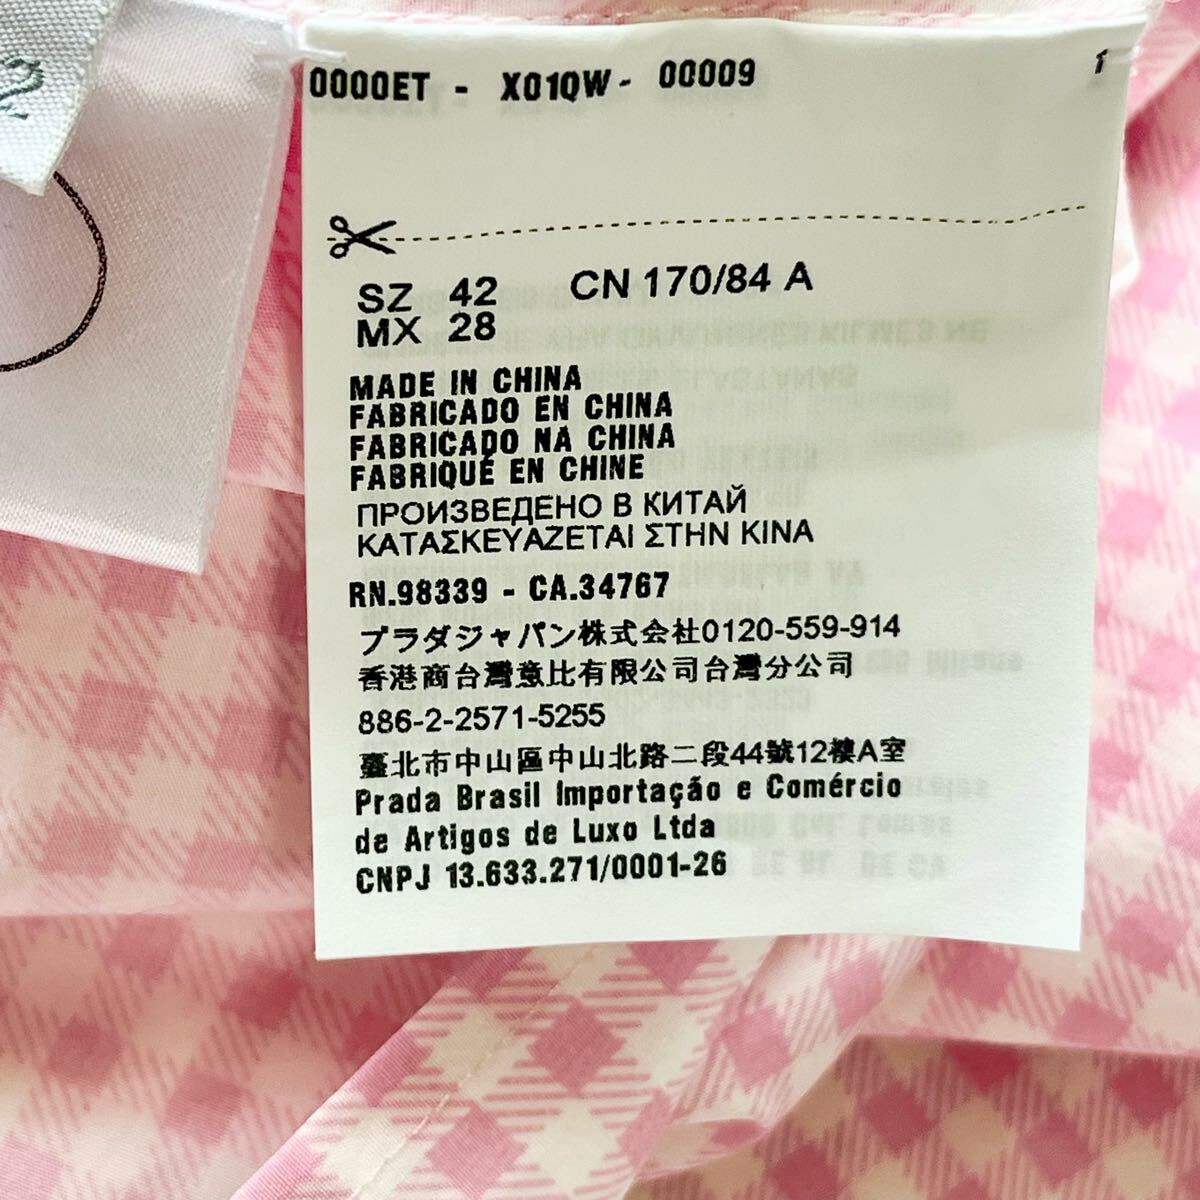 0000ET - X01QW - 00009 1
SZ 42 CN 170/84 A
MX 28
MADE IN CHINA
FABRICADO EN CHINA
FABRICADO NA CHINA
FABRIQUÉ EN CHINE
ПРОИЗВЕДЕНО В КИТАЙ
ΚΑΤΑΣΚΕΥΑΖΕΤΑΙ ΣΤΗΝ ΚΙΝΑ
RN.98339 - CA.34767
プラダジャパン株式会社0120-559-914
香港商台灣意比有限公司台灣分公司
886-2-2571-5255
臺北市中山區中山北路二段44號12樓A室
Prada Brasil Importação e Comércio
de Artigos de Luxo Ltda
CNPJ 13.633.271/0001-26